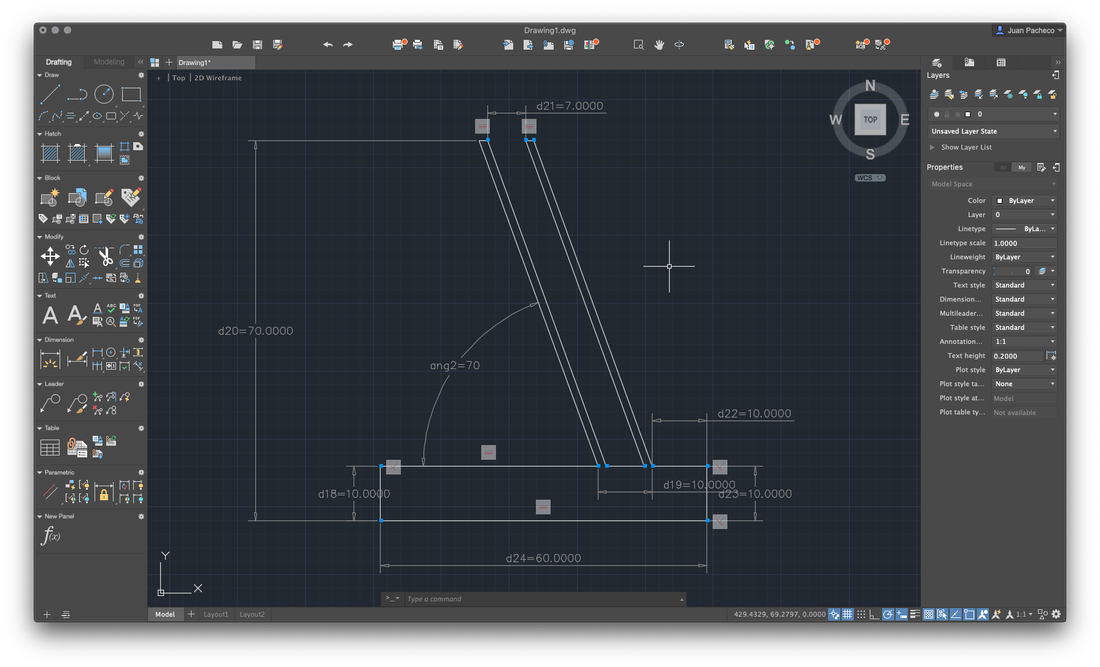 Drawing1.dwg
Juan Pacheco
Drafting
Modeling
Drawing1*
Top | 2D Wireframe
Draw
Hatch
Block
Modify
Text
Dimension
Leader
Table
Parametric
New Panel
f(x)
d21=7.0000
d20=70.0000
ang2=70
d22=10.0000
d18=10.0000
d19=10.0000
d23=10.0000
d24=60.0000
Y
X
N
W
TOP
E
S
WCS
Layers
0
Unsaved Layer State
Show Layer List
Properties
My
Model Space
Color ByLayer
Layer 0
Linetype ByLa...
Linetype scale 1.0000
Lineweight ByLayer
Transparency 0
Text style Standard
Dimension... Standard
Multileader... Standard
Table style Standard
Annotation... 1:1
Text height 0.2000
Plot style ByLayer
Plot style ta... None
Plot style at... Model
Plot table ty... Not available
>_ Type a command
Model
Layout1
Layout2
429.4329, 69.2797, 0.0000
1:1